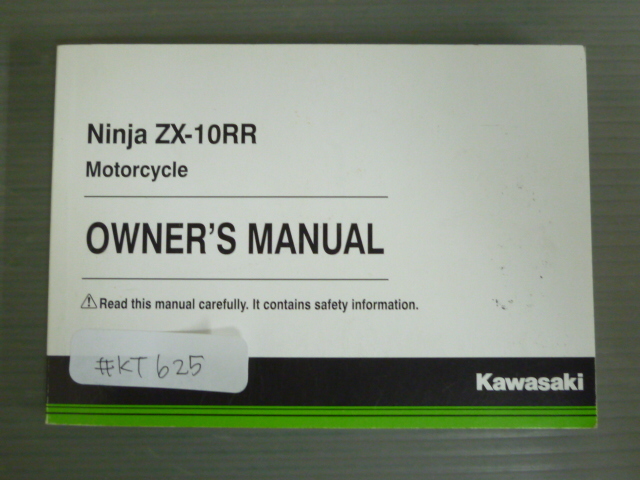 Ninja ZX-10RR
Motorcycle
OWNER'S MANUAL
Read this manual carefully. It contains safety information.
#KT625
Kawasaki